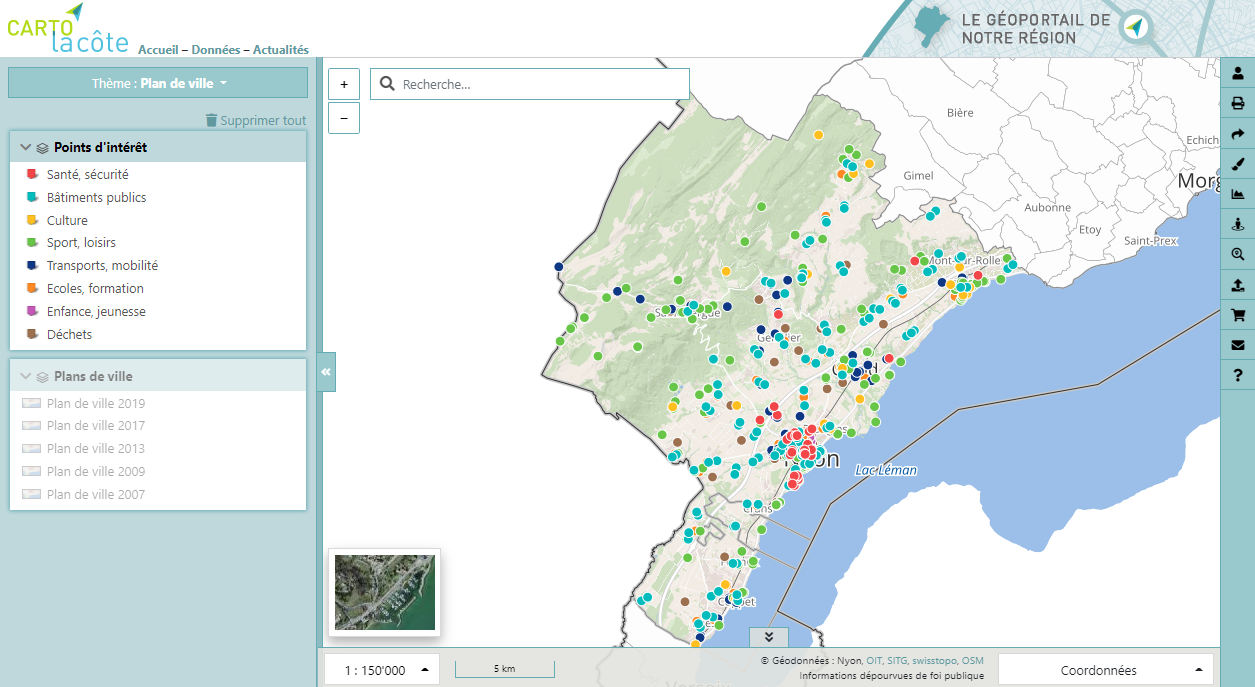 CARTO
lacôte
Accueil – Données – Actualités
LE GÉOPORTAIL DE
NOTRE RÉGION
Thème : Plan de ville
Supprimer tout
Points d'intérêt
Santé, sécurité
Bâtiments publics
Culture
Sport, loisirs
Transports, mobilité
Ecoles, formation
Enfance, jeunesse
Déchets
Plans de ville
Plan de ville 2019
Plan de ville 2017
Plan de ville 2013
Plan de ville 2009
Plan de ville 2007
+
−
Recherche...
«
Bière
Echich
Gimel
Morg
Aubonne
Etoy
Saint-Prex
Mont-sur-Rolle
Lac Léman
Crans
?
1 : 150'000
5 km
© Géodonnées : Nyon, OIT, SITG, swisstopo, OSM
Informations dépourvues de foi publique
Coordonnées